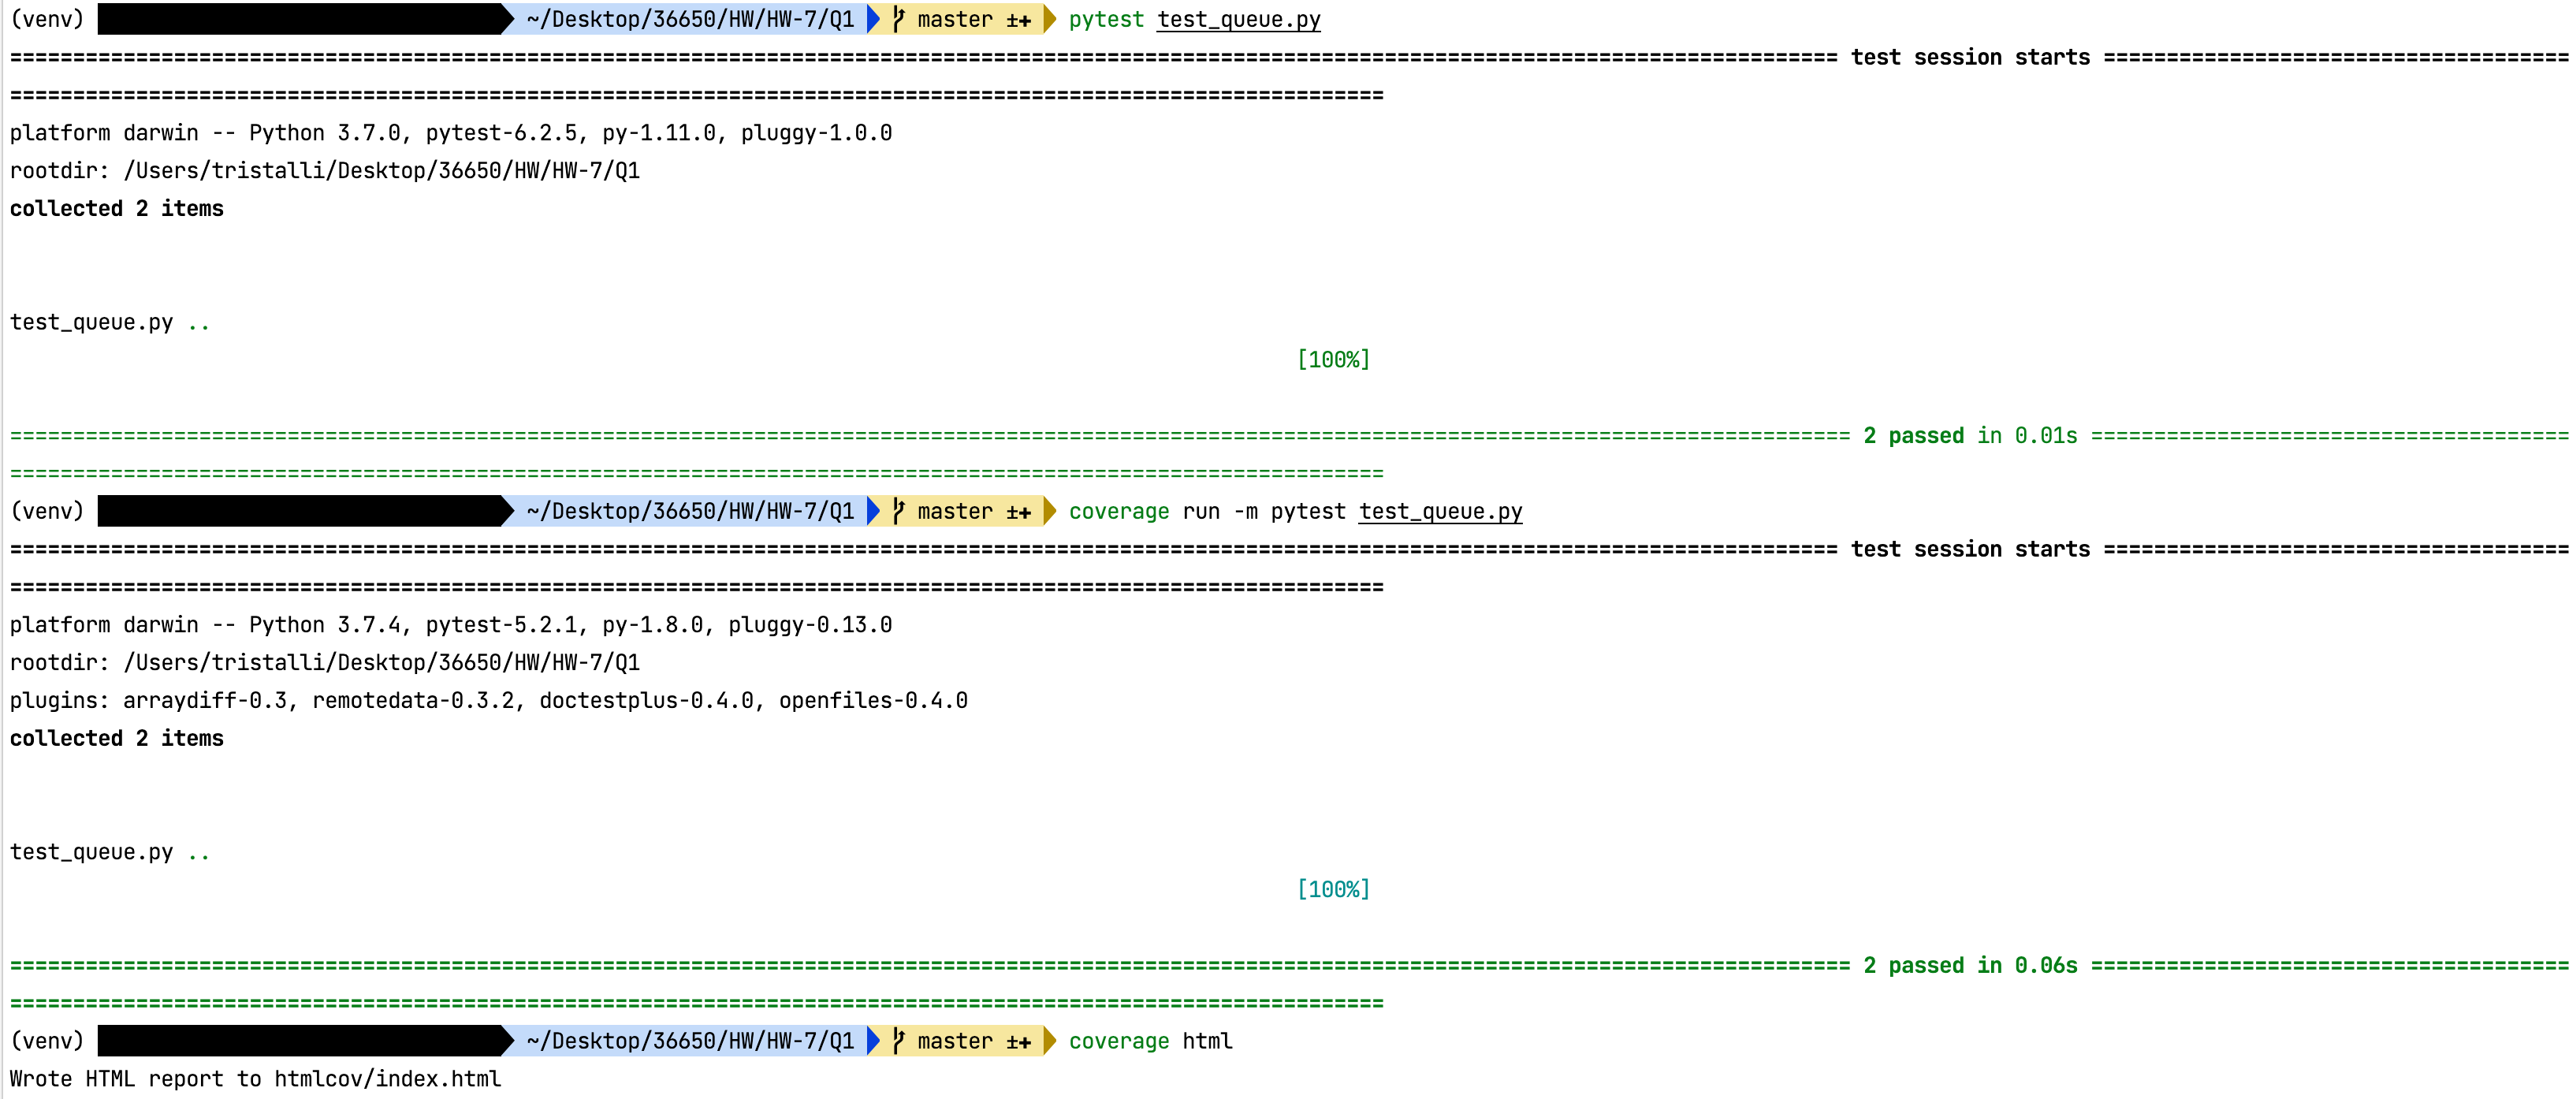 (venv) ~/Desktop/36650/HW/HW-7/Q1 master ±✚ pytest test_queue.py
================================================================================================================================================= test session starts =====================================
=============================================================================================================
platform darwin -- Python 3.7.0, pytest-6.2.5, py-1.11.0, pluggy-1.0.0
rootdir: /Users/tristalli/Desktop/36650/HW/HW-7/Q1
collected 2 items
test_queue.py ..
[100%]
================================================================================================================================================== 2 passed in 0.01s ======================================
=============================================================================================================
(venv) ~/Desktop/36650/HW/HW-7/Q1 master ±✚ coverage run -m pytest test_queue.py
================================================================================================================================================= test session starts =====================================
=============================================================================================================
platform darwin -- Python 3.7.4, pytest-5.2.1, py-1.8.0, pluggy-0.13.0
rootdir: /Users/tristalli/Desktop/36650/HW/HW-7/Q1
plugins: arraydiff-0.3, remotedata-0.3.2, doctestplus-0.4.0, openfiles-0.4.0
collected 2 items
test_queue.py ..
[100%]
================================================================================================================================================== 2 passed in 0.06s ======================================
=============================================================================================================
(venv) ~/Desktop/36650/HW/HW-7/Q1 master ±✚ coverage html
Wrote HTML report to htmlcov/index.html